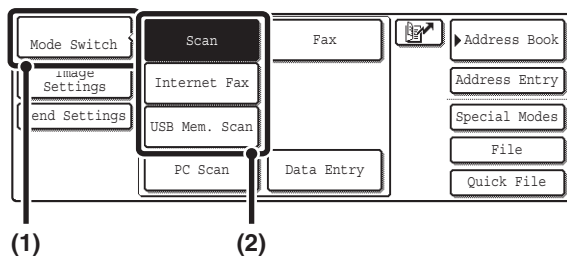 Mode Switch
Scan
Fax
Address Book
Image
Settings
Internet Fax
Address Entry
end Settings
USB Mem. Scan
Special Modes
File
PC Scan
Data Entry
Quick File
(1)
(2)